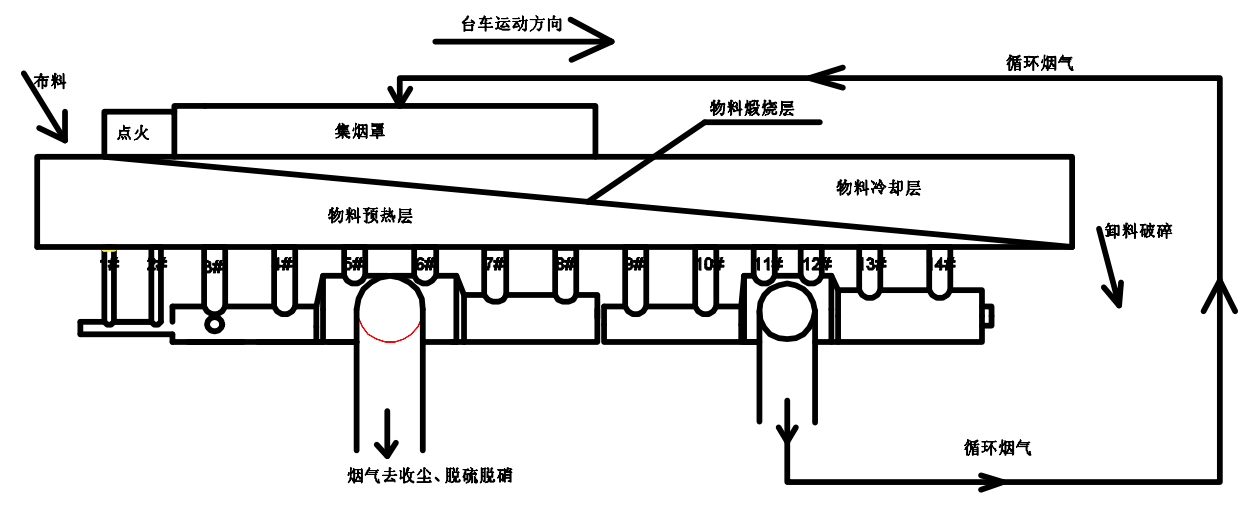 台车运动方向
循环烟气
布料
点火
集烟罩
物料煅烧层
物料冷却层
物料预热层
卸料破碎
1# 2# 3# 4# 5# 6# 7# 8# 9# 10# 11# 12# 13# 14#
循环烟气
烟气去收尘、脱硫脱硝